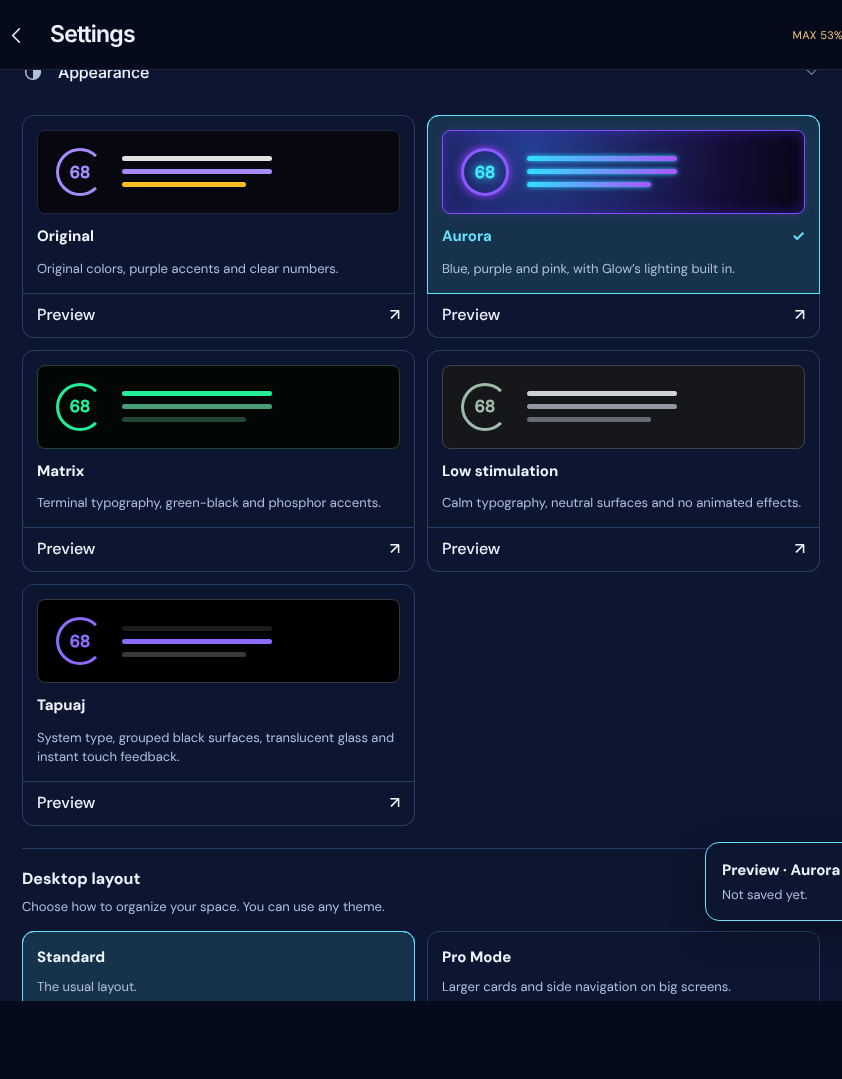 Settings
MAX 53%
Appearance
68
Original
Original colors, purple accents and clear numbers.
Preview
68
Aurora
Blue, purple and pink, with Glow’s lighting built in.
Preview
68
Matrix
Terminal typography, green-black and phosphor accents.
Preview
68
Low stimulation
Calm typography, neutral surfaces and no animated effects.
Preview
68
Tapuaj
System type, grouped black surfaces, translucent glass and
instant touch feedback.
Preview
Preview · Aurora
Not saved yet.
Desktop layout
Choose how to organize your space. You can use any theme.
Standard
The usual layout.
Pro Mode
Larger cards and side navigation on big screens.